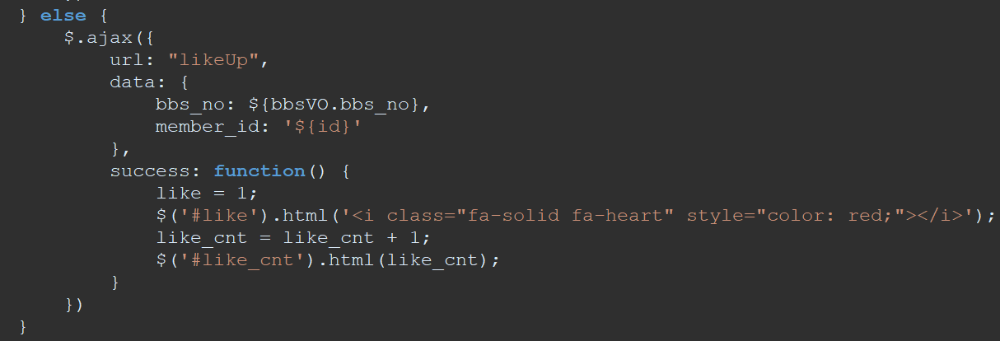 } else {
    $.ajax({
        url: "likeUp",
        data: {
            bbs_no: ${bbsVO.bbs_no},
            member_id: '${id}'
        },
        success: function() {
            like = 1;
            $('#like').html('<i class="fa-solid fa-heart" style="color: red;"></i>');
            like_cnt = like_cnt + 1;
            $('#like_cnt').html(like_cnt);
        }
    })
}